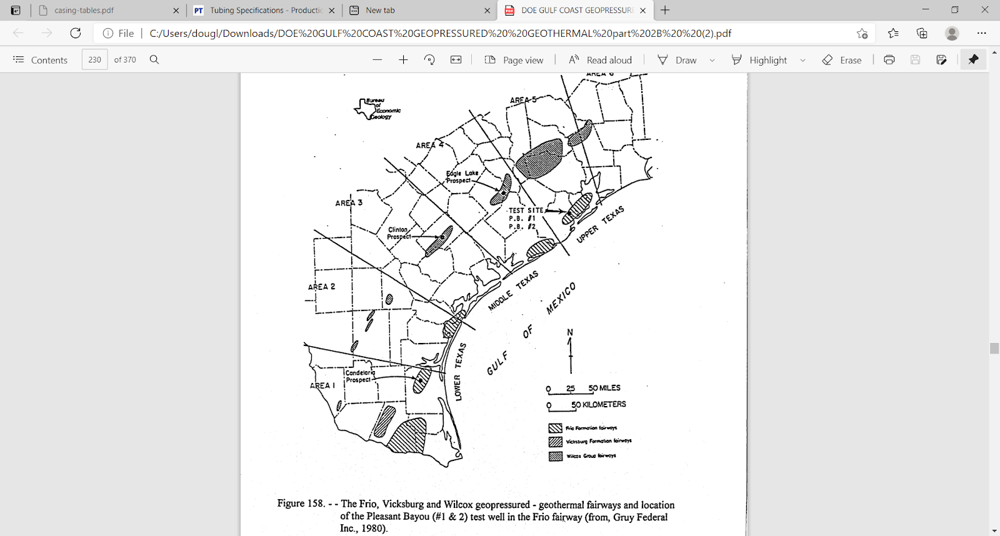 casing-tables.pdf
PT Tubing Specifications - Productic
New tab
PDF DOE GULF COAST GEOPRESSURE
File C:/Users/dougl/Downloads/DOE%20GULF%20COAST%20GEOPRESSURED%20%20GEOTHERMAL%20part%202B%20%20(2).pdf
Contents 230 of 370 Page view Read aloud Draw Highlight Erase
AREA 6
Bureau
of
Economic
Geology
AREA 5
AREA 4
Eagle Lake
Prospect
AREA 3
TEST SITE
P.B. #1
P.B. #2
UPPER TEXAS
Clinton
Prospect
AREA 2
MIDDLE TEXAS
GULF OF MEXICO
N
LOWER TEXAS
Candelaria
Prospect
AREA 1
0 25 50 MILES
0 50 KILOMETERS
Frio Formation fairways
Vicksburg Formation fairways
Wilcox Group fairways
Figure 158. - - The Frio, Vicksburg and Wilcox geopressured - geothermal fairways and location
of the Pleasant Bayou (#1 & 2) test well in the Frio fairway (from, Gruy Federal
Inc., 1980).